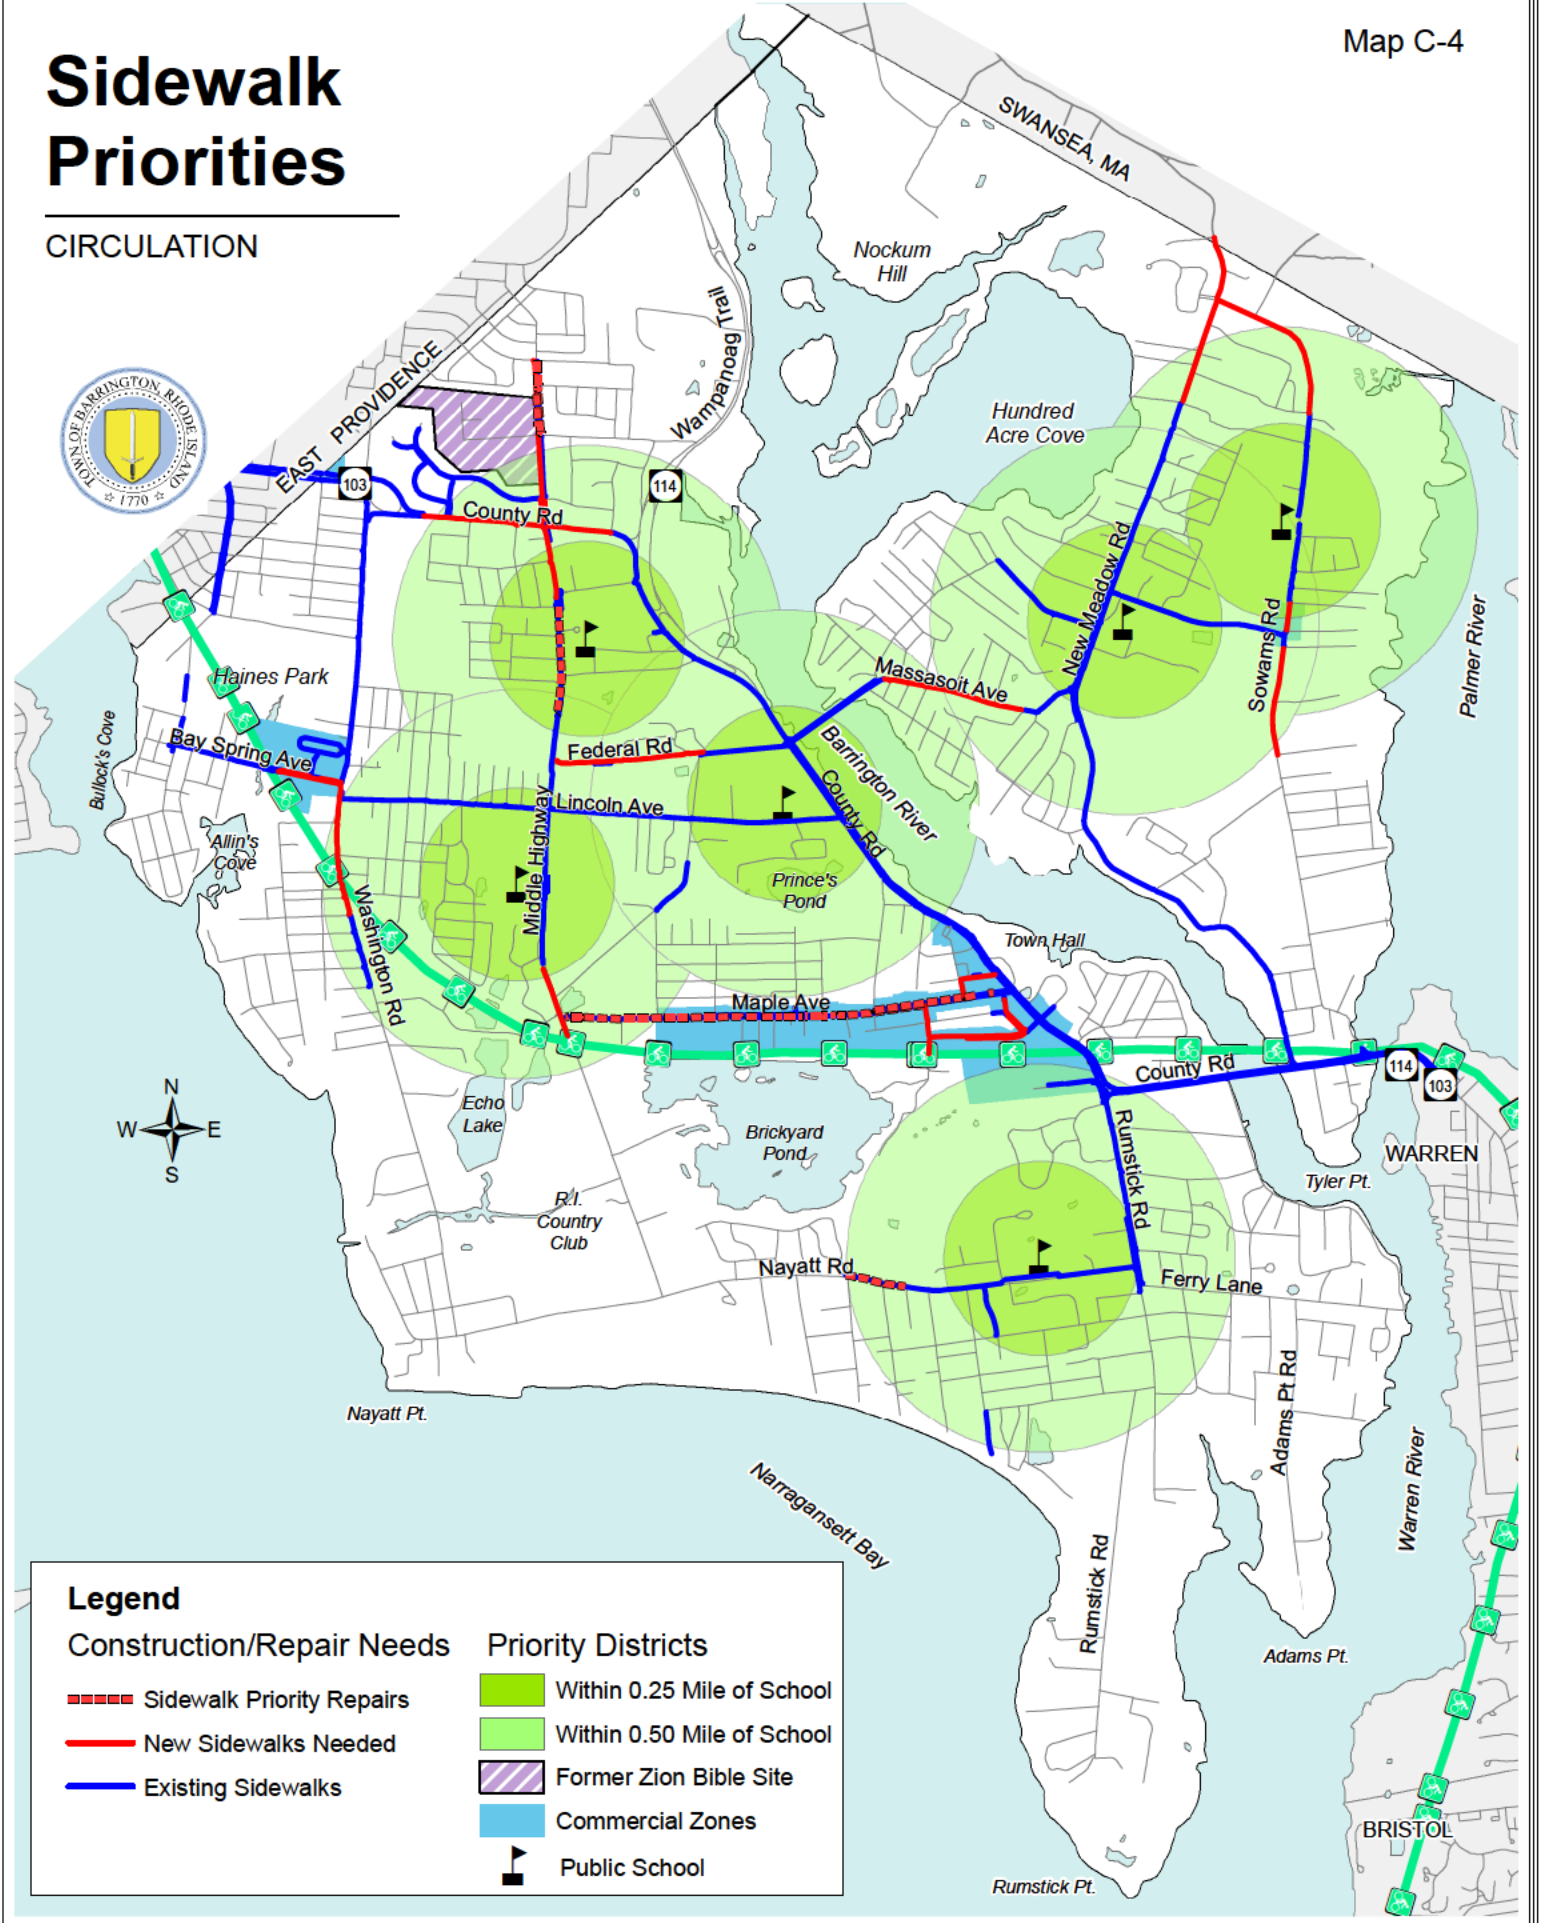 Map C-4
Sidewalk
Priorities
CIRCULATION
SWANSEA, MA
Nockum
Hill
Wampanoag Trail
EAST PROVIDENCE
TOWN OF BARRINGTON, RHODE ISLAND
☆ 1770 ☆
Hundred
Acre Cove
103
114
County Rd
New Meadow Rd
Sowams Rd
Palmer River
Haines Park
Massasoit Ave
Bullock's Cove
Bay Spring Ave
Federal Rd
Barrington River
Lincoln Ave
County Rd
Middle Highway
Allin's
Cove
Prince's
Pond
Washington Rd
Town Hall
Maple Ave
County Rd
114
103
N
W E
S
Echo
Lake
Brickyard
Pond
Rumstick Rd
WARREN
Tyler Pt.
R.I.
Country
Club
Nayatt Rd
Ferry Lane
Adams Pt Rd
Nayatt Pt.
Narragansett Bay
Warren River
Rumstick Rd
Adams Pt.
BRISTOL
Rumstick Pt.
Legend
Construction/Repair Needs
Sidewalk Priority Repairs
New Sidewalks Needed
Existing Sidewalks
Priority Districts
Within 0.25 Mile of School
Within 0.50 Mile of School
Former Zion Bible Site
Commercial Zones
Public School